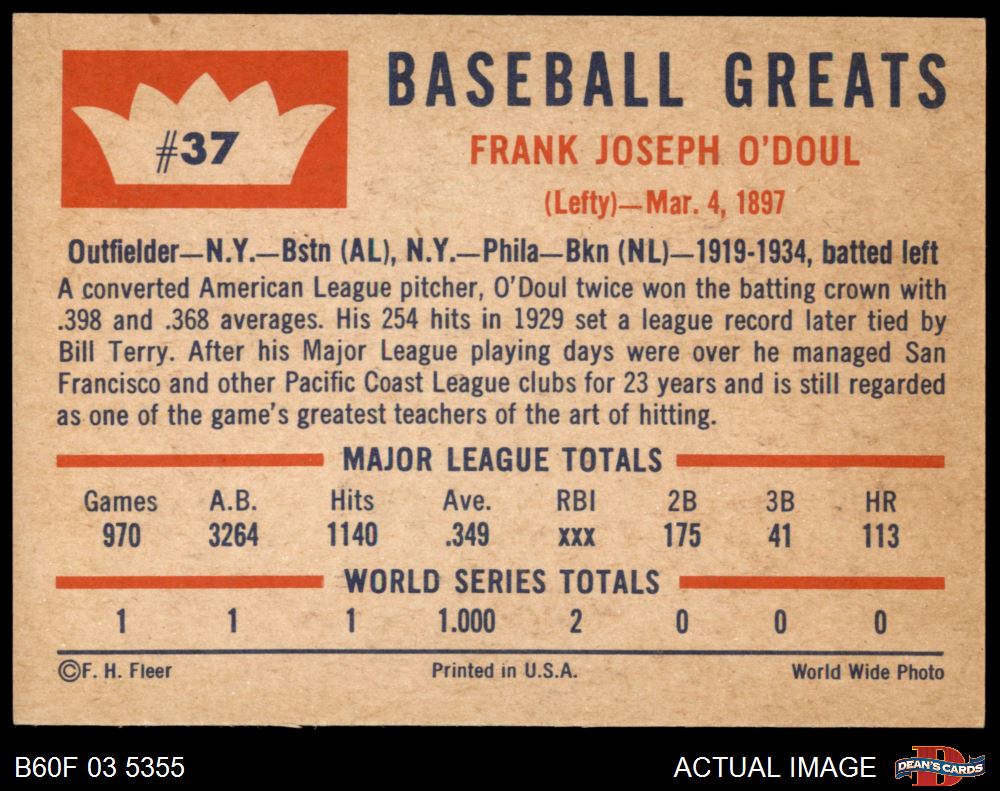 #37
BASEBALL GREATS
FRANK JOSEPH O'DOUL
(Lefty)—Mar. 4, 1897
Outfielder—N.Y.—Bstn (AL), N.Y.—Phila—Bkn (NL)—1919-1934, batted left
A converted American League pitcher, O'Doul twice won the batting crown with
.398 and .368 averages. His 254 hits in 1929 set a league record later tied by
Bill Terry. After his Major League playing days were over he managed San
Francisco and other Pacific Coast League clubs for 23 years and is still regarded
as one of the game's greatest teachers of the art of hitting.
MAJOR LEAGUE TOTALS
Games A.B. Hits Ave. RBI 2B 3B HR
970 3264 1140 .349 xxx 175 41 113
WORLD SERIES TOTALS
1 1 1 1.000 2 0 0 0
©F. H. Fleer Printed in U.S.A. World Wide Photo
B60F 03 5355 ACTUAL IMAGE DEAN'S CARDS